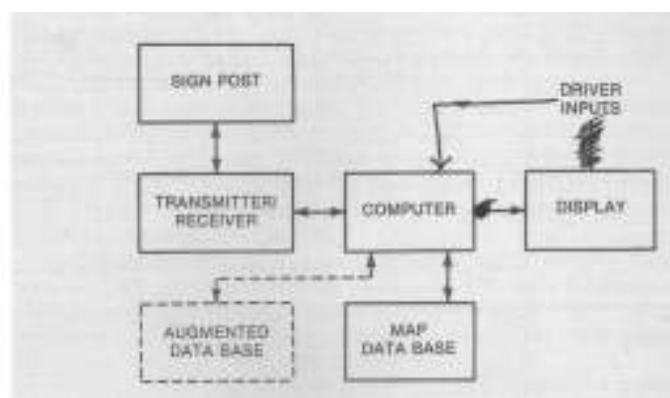 SIGN POST
DRIVER
INPUTS
TRANSMITTER/
RECEIVER
COMPUTER
DISPLAY
AUGMENTED
DATA BASE
MAP
DATA BASE